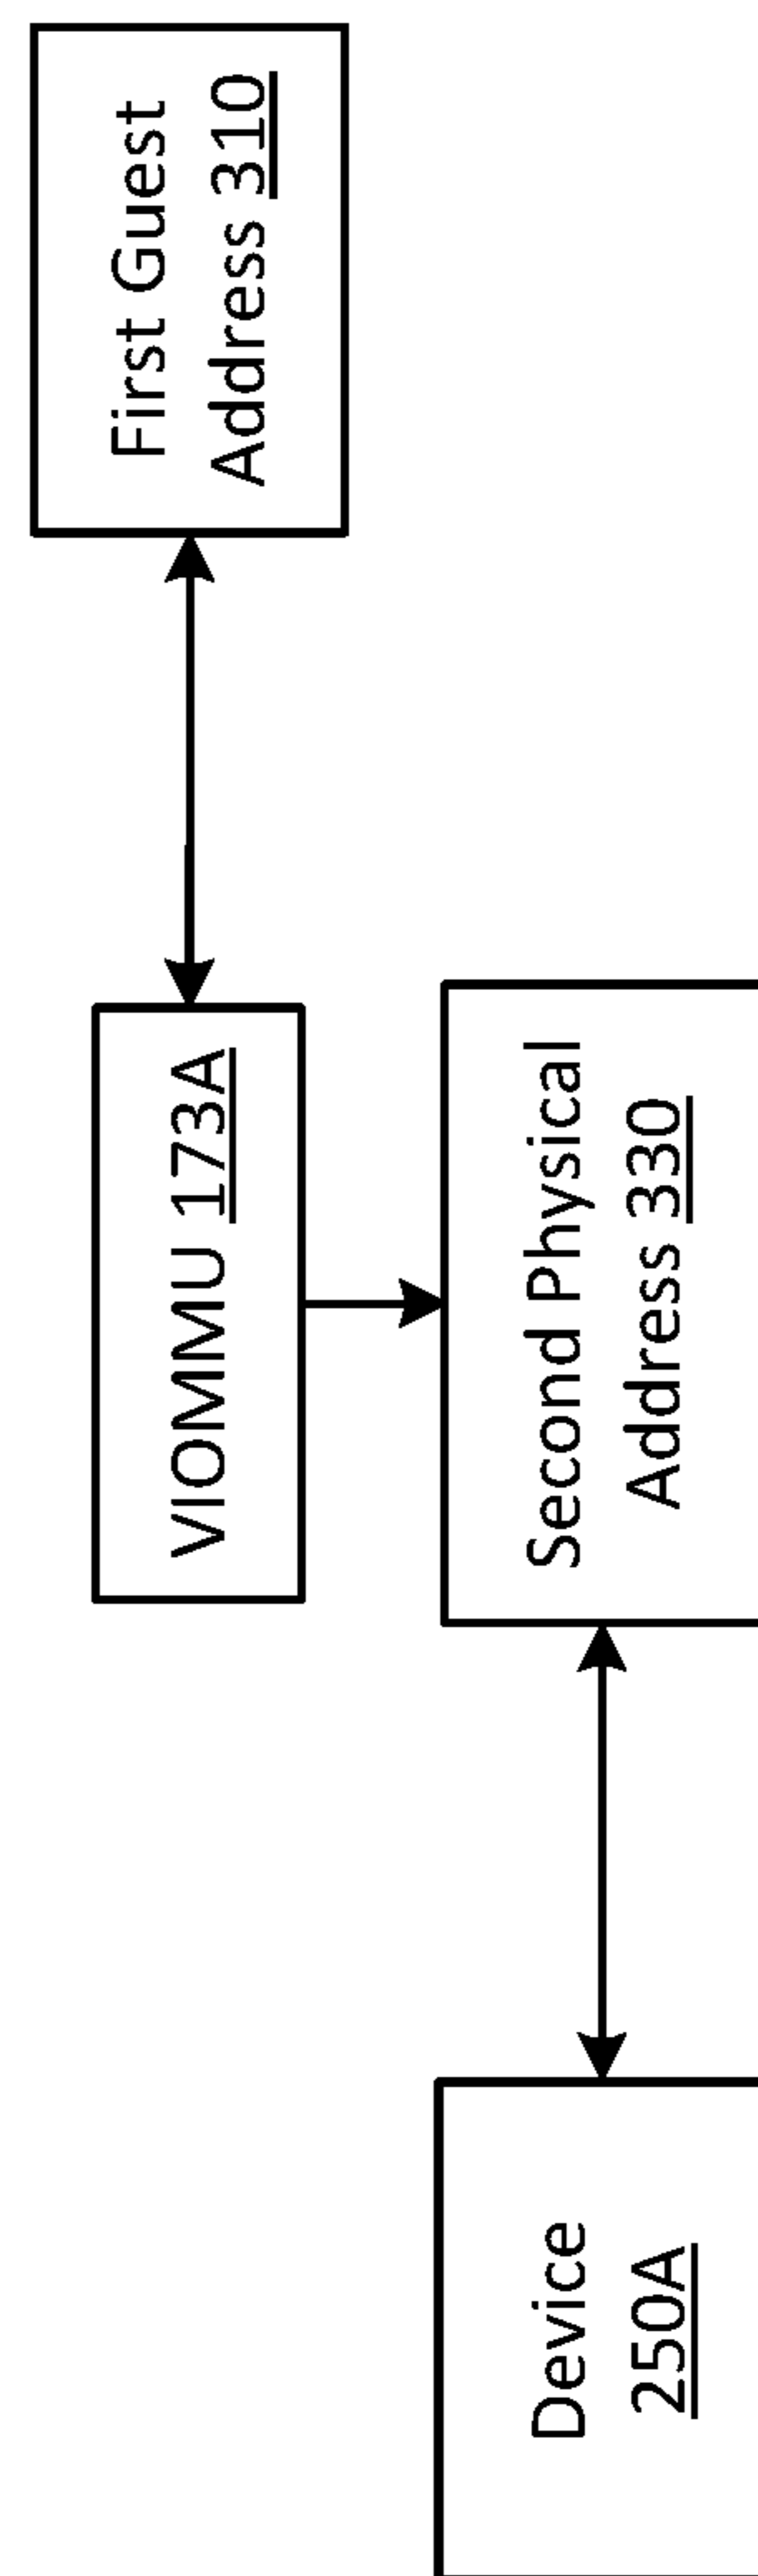 First Guest
Address 310
VIOMMU 173A
Second Physical
Address 330
Device
250A